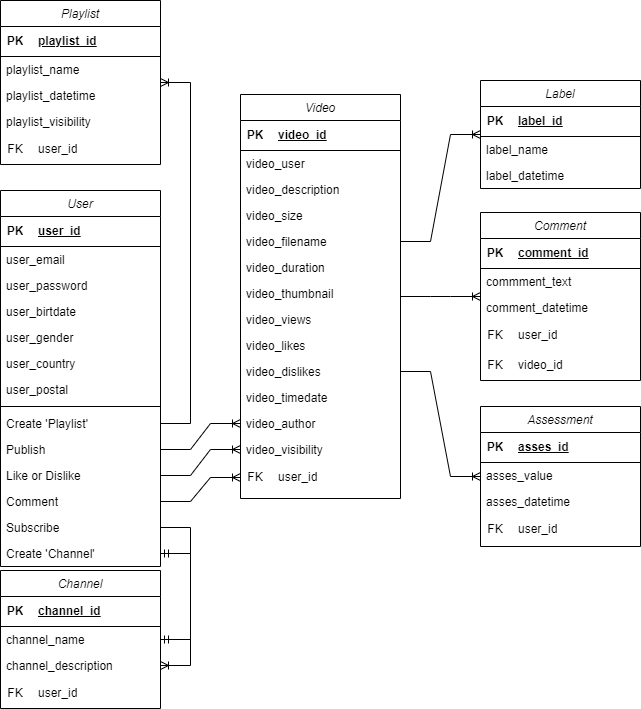 Playlist
PK playlist_id
playlist_name
playlist_datetime
playlist_visibility
FK user_id
User
PK user_id
user_email
user_password
user_birtdate
user_gender
user_country
user_postal
Create 'Playlist'
Publish
Like or Dislike
Comment
Subscribe
Create 'Channel'
Channel
PK channel_id
channel_name
channel_description
FK user_id
Video
PK video_id
video_user
video_description
video_size
video_filename
video_duration
video_thumbnail
video_views
video_likes
video_dislikes
video_timedate
video_author
video_visibility
FK user_id
Label
PK label_id
label_name
label_datetime
Comment
PK comment_id
commment_text
comment_datetime
FK user_id
FK video_id
Assessment
PK asses_id
asses_value
asses_datetime
FK user_id